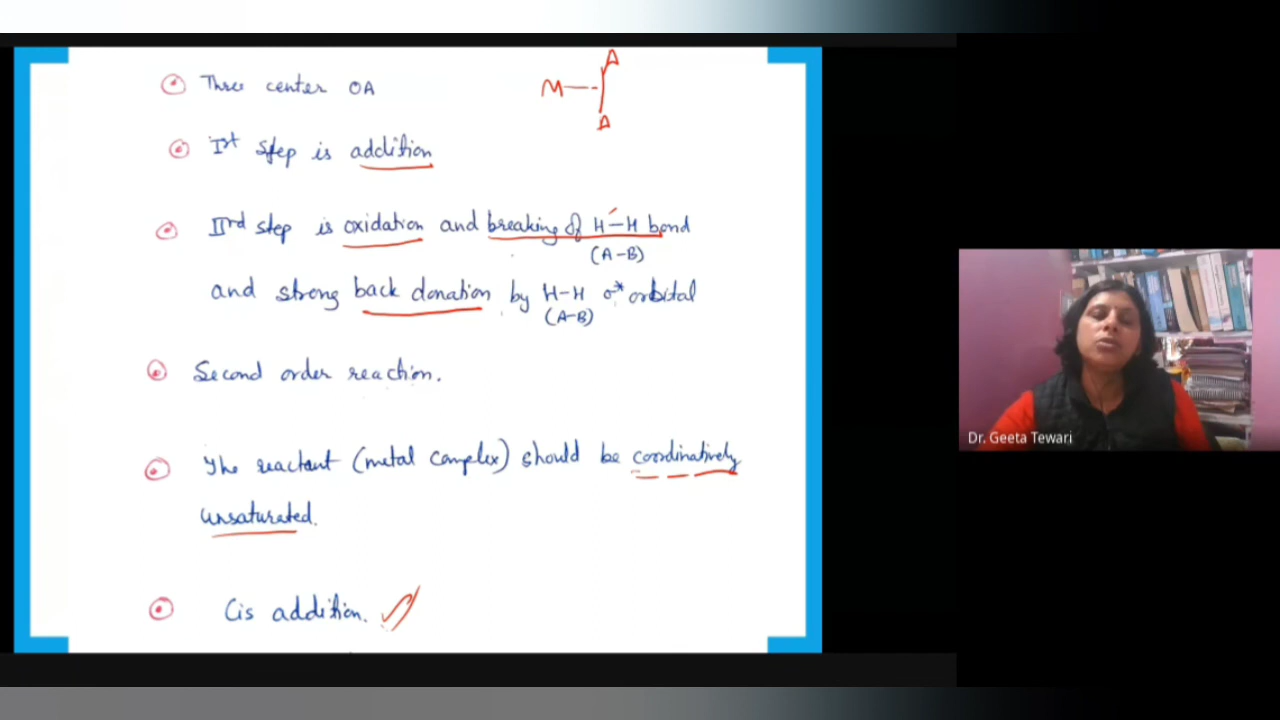 Three center OA
M A
A
Ist step is addition
IInd step is oxidation and breaking of H-H bond
(A-B)
and strong back donation by H-H σ* orbital
(A-B)
Second order reaction.
The reactant (metal complex) should be coordinatively
unsaturated.
Cis addition.
Dr. Geeta Tewari